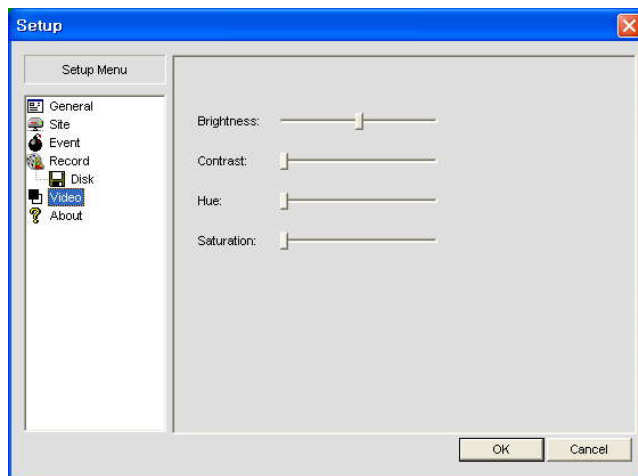 Setup
Setup Menu
General
Site
Event
Record
Disk
Video
About
Brightness:
Contrast:
Hue:
Saturation:
OK
Cancel